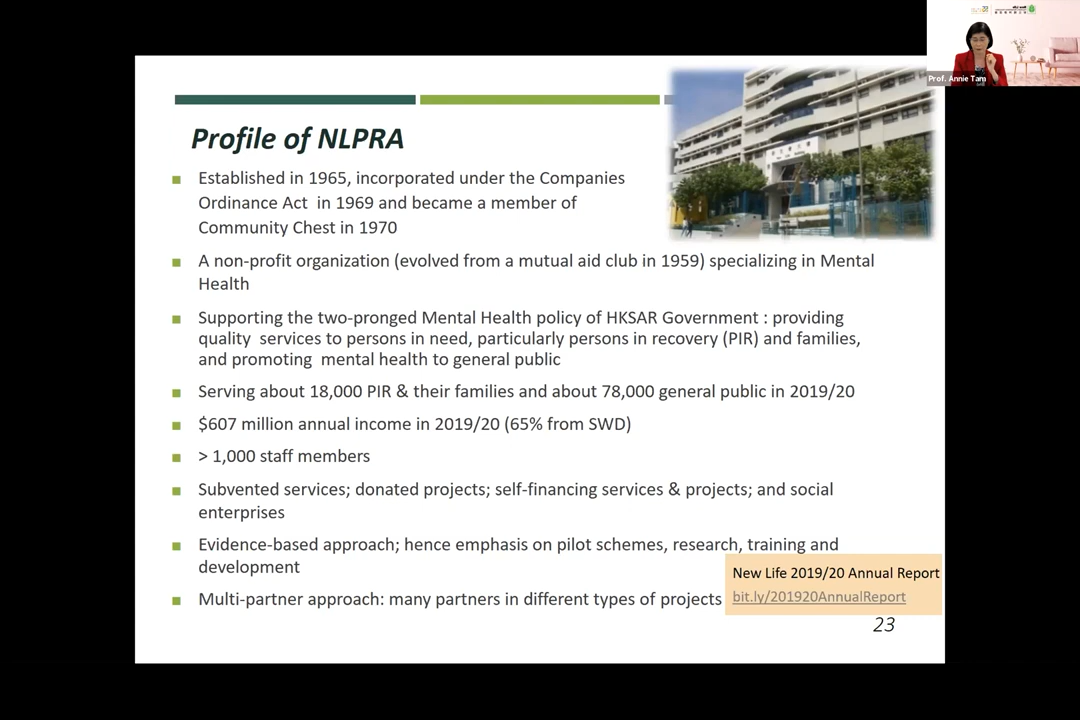 Prof. Annie Tam
Profile of NLPRA
Established in 1965, incorporated under the Companies
Ordinance Act in 1969 and became a member of
Community Chest in 1970
A non-profit organization (evolved from a mutual aid club in 1959) specializing in Mental
Health
Supporting the two-pronged Mental Health policy of HKSAR Government : providing
quality services to persons in need, particularly persons in recovery (PIR) and families,
and promoting mental health to general public
Serving about 18,000 PIR & their families and about 78,000 general public in 2019/20
$607 million annual income in 2019/20 (65% from SWD)
> 1,000 staff members
Subvented services; donated projects; self-financing services & projects; and social
enterprises
Evidence-based approach; hence emphasis on pilot schemes, research, training and
development
Multi-partner approach: many partners in different types of projects
New Life 2019/20 Annual Report
bit.ly/201920AnnualReport
23